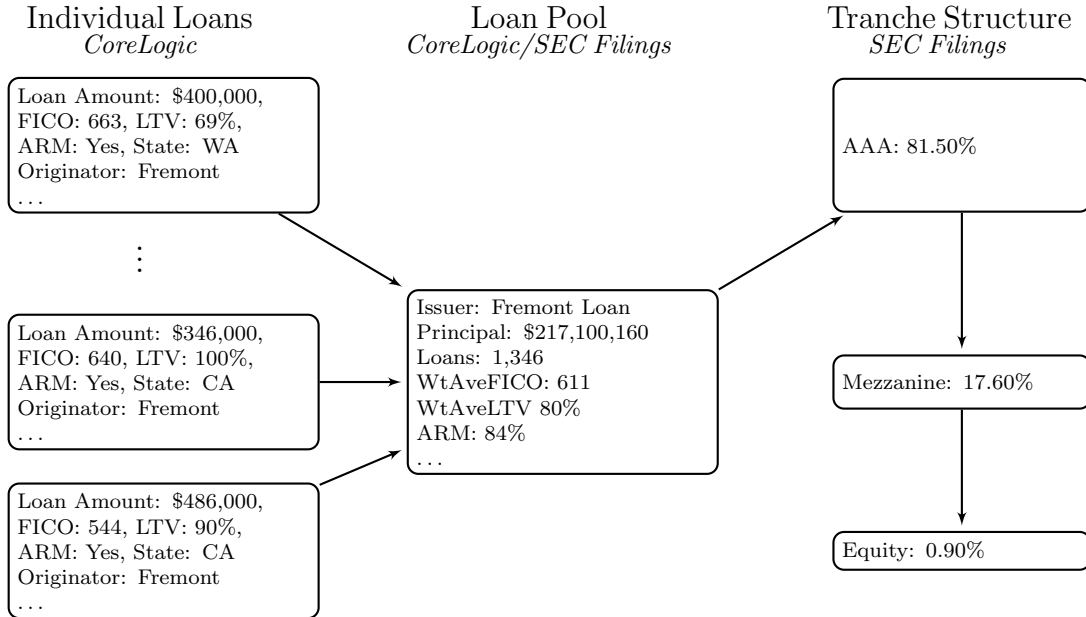 Individual Loans
CoreLogic
Loan Amount: $400,000,
FICO: 663, LTV: 69%,
ARM: Yes, State: WA
Originator: Fremont
. . .
⋮
Loan Amount: $346,000,
FICO: 640, LTV: 100%,
ARM: Yes, State: CA
Originator: Fremont
. . .
Loan Amount: $486,000,
FICO: 544, LTV: 90%,
ARM: Yes, State: CA
Originator: Fremont
. . .
Loan Pool
CoreLogic/SEC Filings
Issuer: Fremont Loan
Principal: $217,100,160
Loans: 1,346
WtAveFICO: 611
WtAveLTV 80%
ARM: 84%
. . .
Tranche Structure
SEC Filings
AAA: 81.50%
Mezzanine: 17.60%
Equity: 0.90%